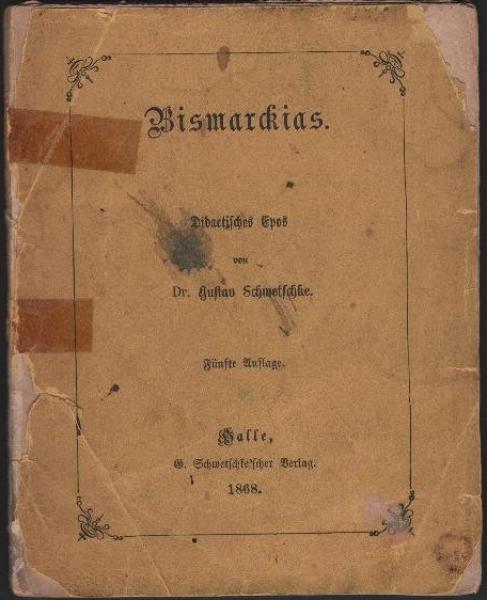 Bismarckias.
Didactisches Epos
von
Dr. Gustav Schwetschke.
Fünfte Auflage.
Halle,
G. Schwetschke'scher Verlag.
1868.